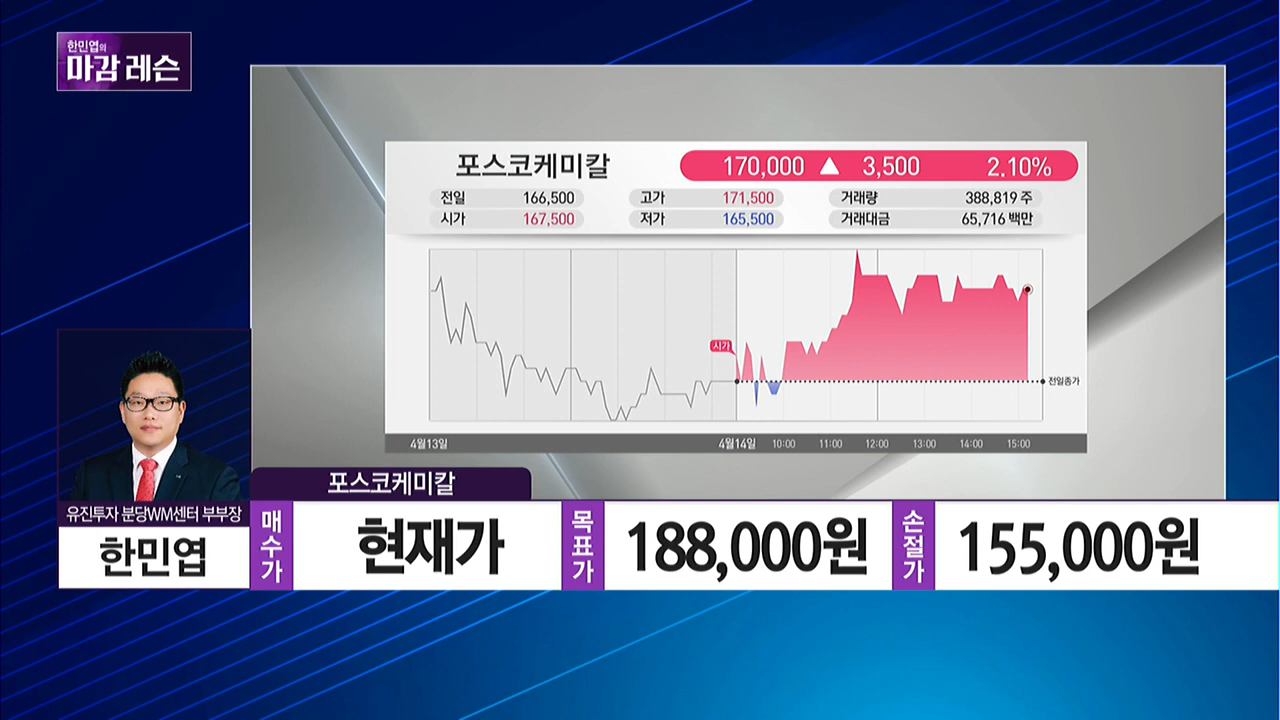 한민엽의
마감 레슨
포스코케미칼 170,000 ▲ 3,500 2.10%
전일 166,500 고가 171,500 거래량 388,819 주
시가 167,500 저가 165,500 거래대금 65,716 백만
시가
전일종가
4월13일 4월14일 10:00 11:00 12:00 13:00 14:00 15:00
포스코케미칼
유진투자 분당WM센터 부부장
한민엽
매수가 현재가 목표가 188,000원 손절가 155,000원